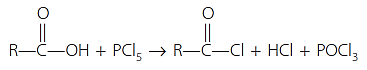 O O
R—C—OH + PCl₅ → R—C—Cl + HCl + POCl₃